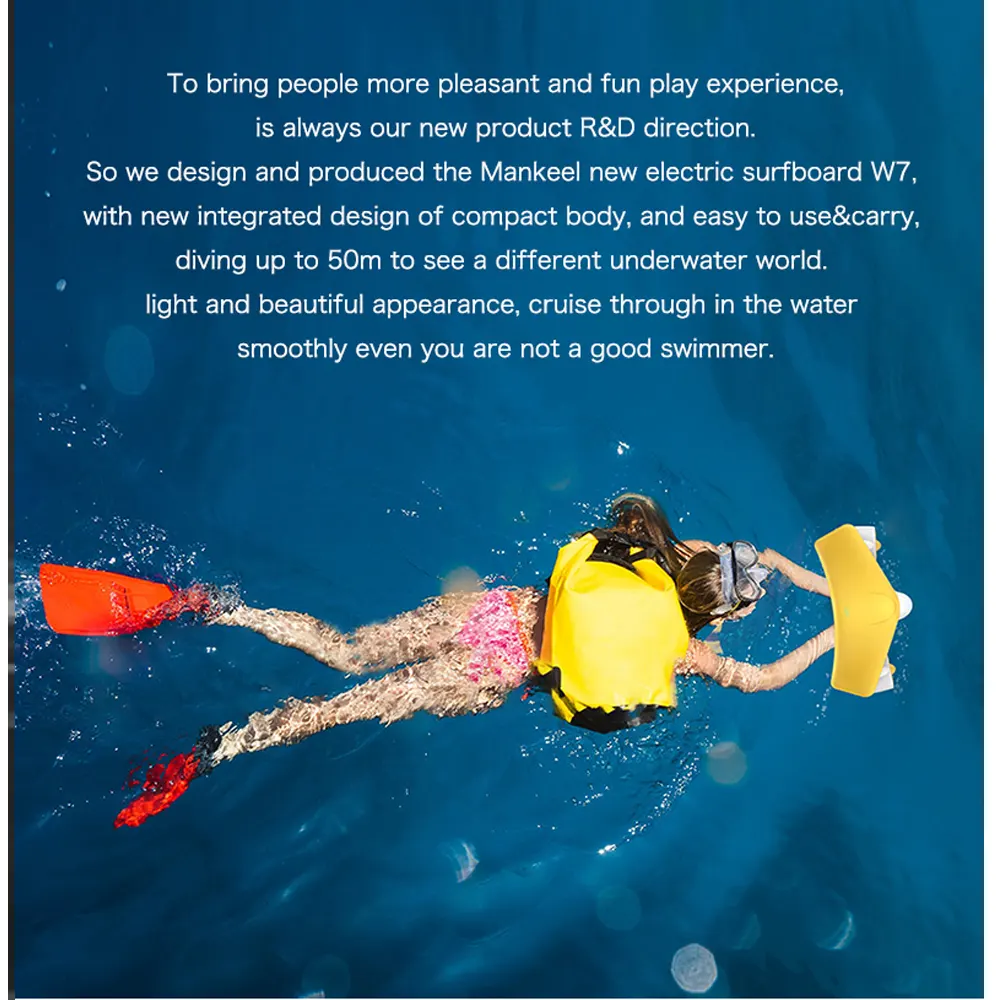 To bring people more pleasant and fun play experience,
is always our new product R&D direction.
So we design and produced the Mankeel new electric surfboard W7,
with new integrated design of compact body, and easy to use&carry,
diving up to 50m to see a different underwater world.
light and beautiful appearance, cruise through in the water
smoothly even you are not a good swimmer.